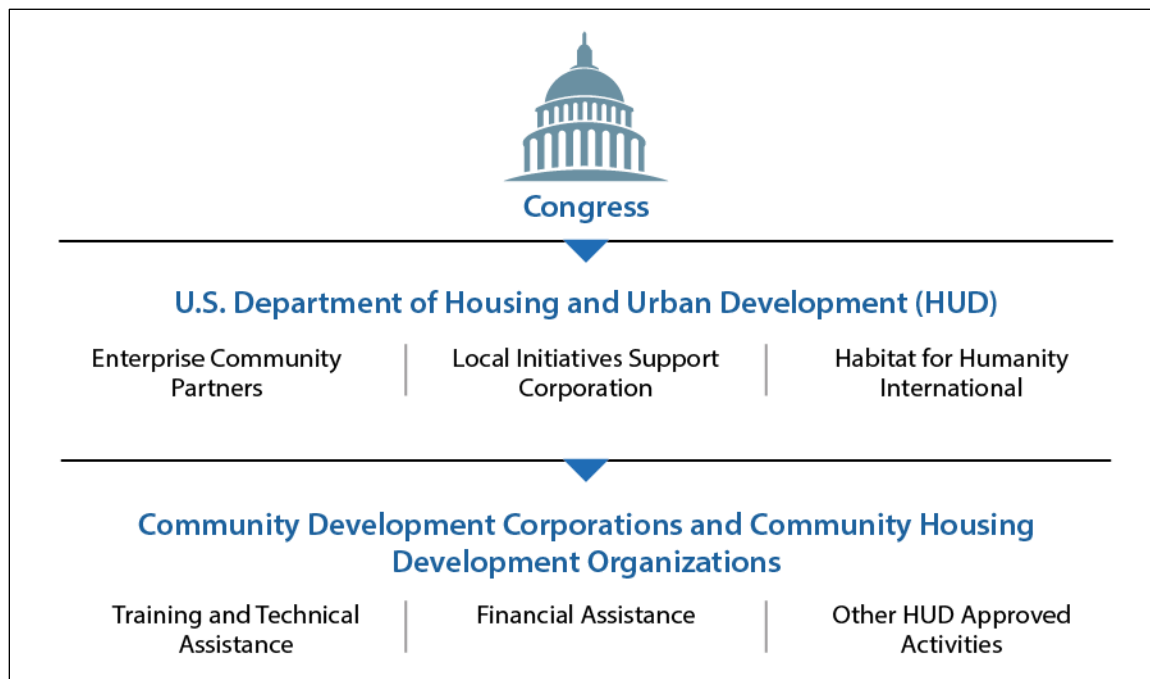 Congress
U.S. Department of Housing and Urban Development (HUD)
Enterprise Community
Partners
Local Initiatives Support
Corporation
Habitat for Humanity
International
Community Development Corporations and Community Housing
Development Organizations
Training and Technical
Assistance
Financial Assistance
Other HUD Approved
Activities